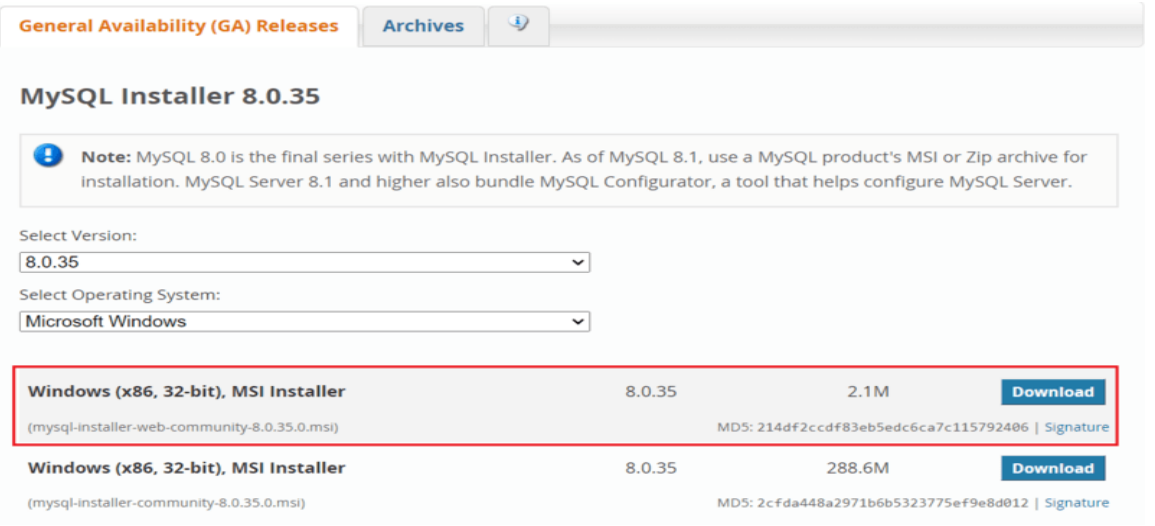 General Availability (GA) Releases
Archives
MySQL Installer 8.0.35
Note: MySQL 8.0 is the final series with MySQL Installer. As of MySQL 8.1, use a MySQL product's MSI or Zip archive for
installation. MySQL Server 8.1 and higher also bundle MySQL Configurator, a tool that helps configure MySQL Server.
Select Version:
8.0.35
Select Operating System:
Microsoft Windows
Windows (x86, 32-bit), MSI Installer 8.0.35 2.1M Download
(mysql-installer-web-community-8.0.35.0.msi) MD5: 214df2ccdf83eb5edc6ca7c115792406 | Signature
Windows (x86, 32-bit), MSI Installer 8.0.35 288.6M Download
(mysql-installer-community-8.0.35.0.msi) MD5: 2cfda448a2971b6b5323775ef9e8d012 | Signature